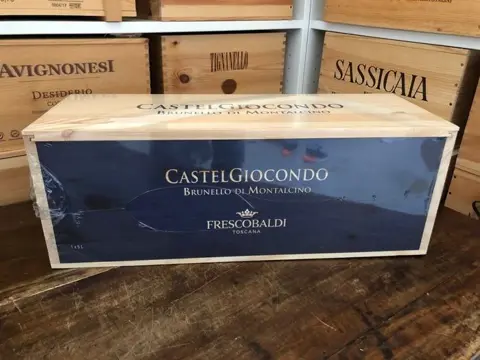 AVIGNONESI
DESIDERIO
TIGNANELLO
SASSICAIA
CASTELGIOCONDO
BRUNELLO DI MONTALCINO
CASTELGIOCONDO
BRUNELLO DI MONTALCINO
FRESCOBALDI
TOSCANA